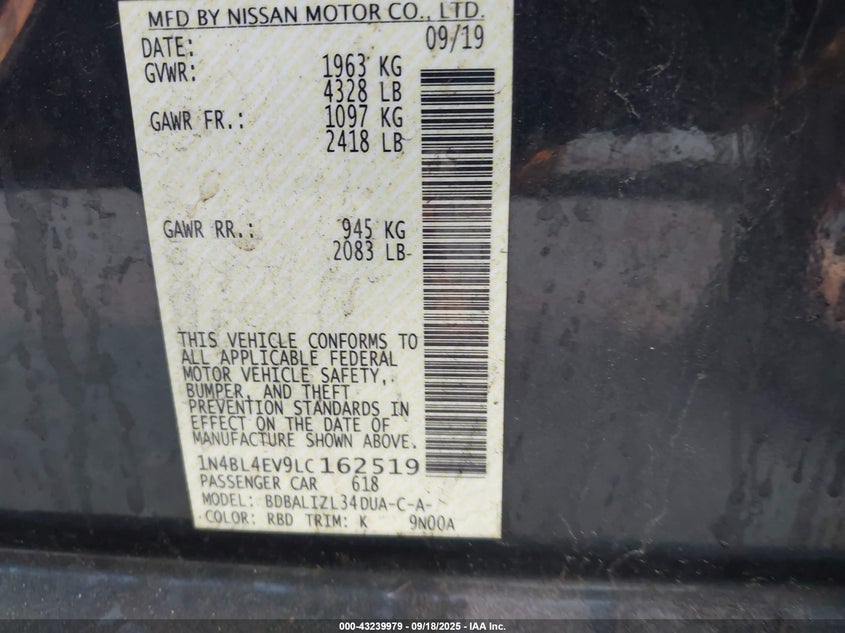 MFD BY NISSAN MOTOR CO., LTD.
DATE: 09/19
GVWR: 1963 KG
4328 LB
GAWR FR.: 1097 KG
2418 LB
GAWR RR.: 945 KG
2083 LB
THIS VEHICLE CONFORMS TO
ALL APPLICABLE FEDERAL
MOTOR VEHICLE SAFETY,
BUMPER, AND THEFT
PREVENTION STANDARDS IN
EFFECT ON THE DATE OF
MANUFACTURE SHOWN ABOVE.
1N4BL4EV9LC162519
PASSENGER CAR 618
MODEL: BDBALIZL34DUA-C-A-
COLOR: RBD TRIM: K 9N00A
000-43239979 - 09/18/2025 - IAA Inc.